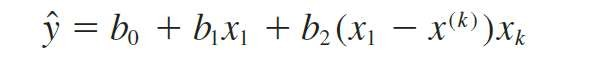 ŷ = b₀ + b₁x₁ + b₂(x₁ − x⁽ᵏ⁾)xₖ